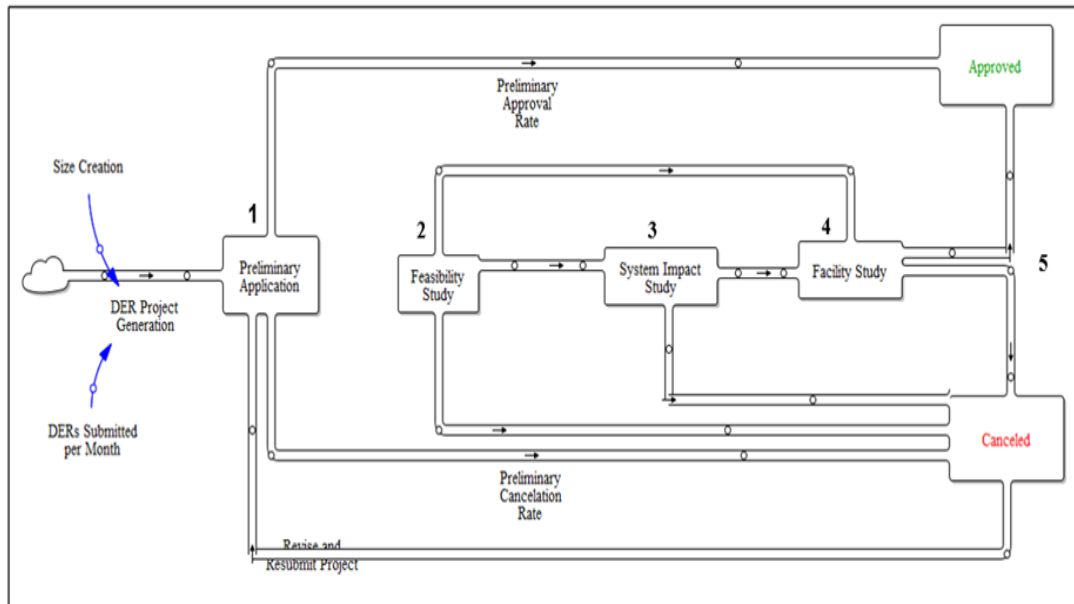 Approved
Preliminary
Approval
Rate
Size Creation
1
2
3
4
5
Preliminary
Application
Feasibility
Study
System Impact
Study
Facility Study
DER Project
Generation
DERs Submitted
per Month
Canceled
Preliminary
Cancelation
Rate
Revise and
Resubmit Project